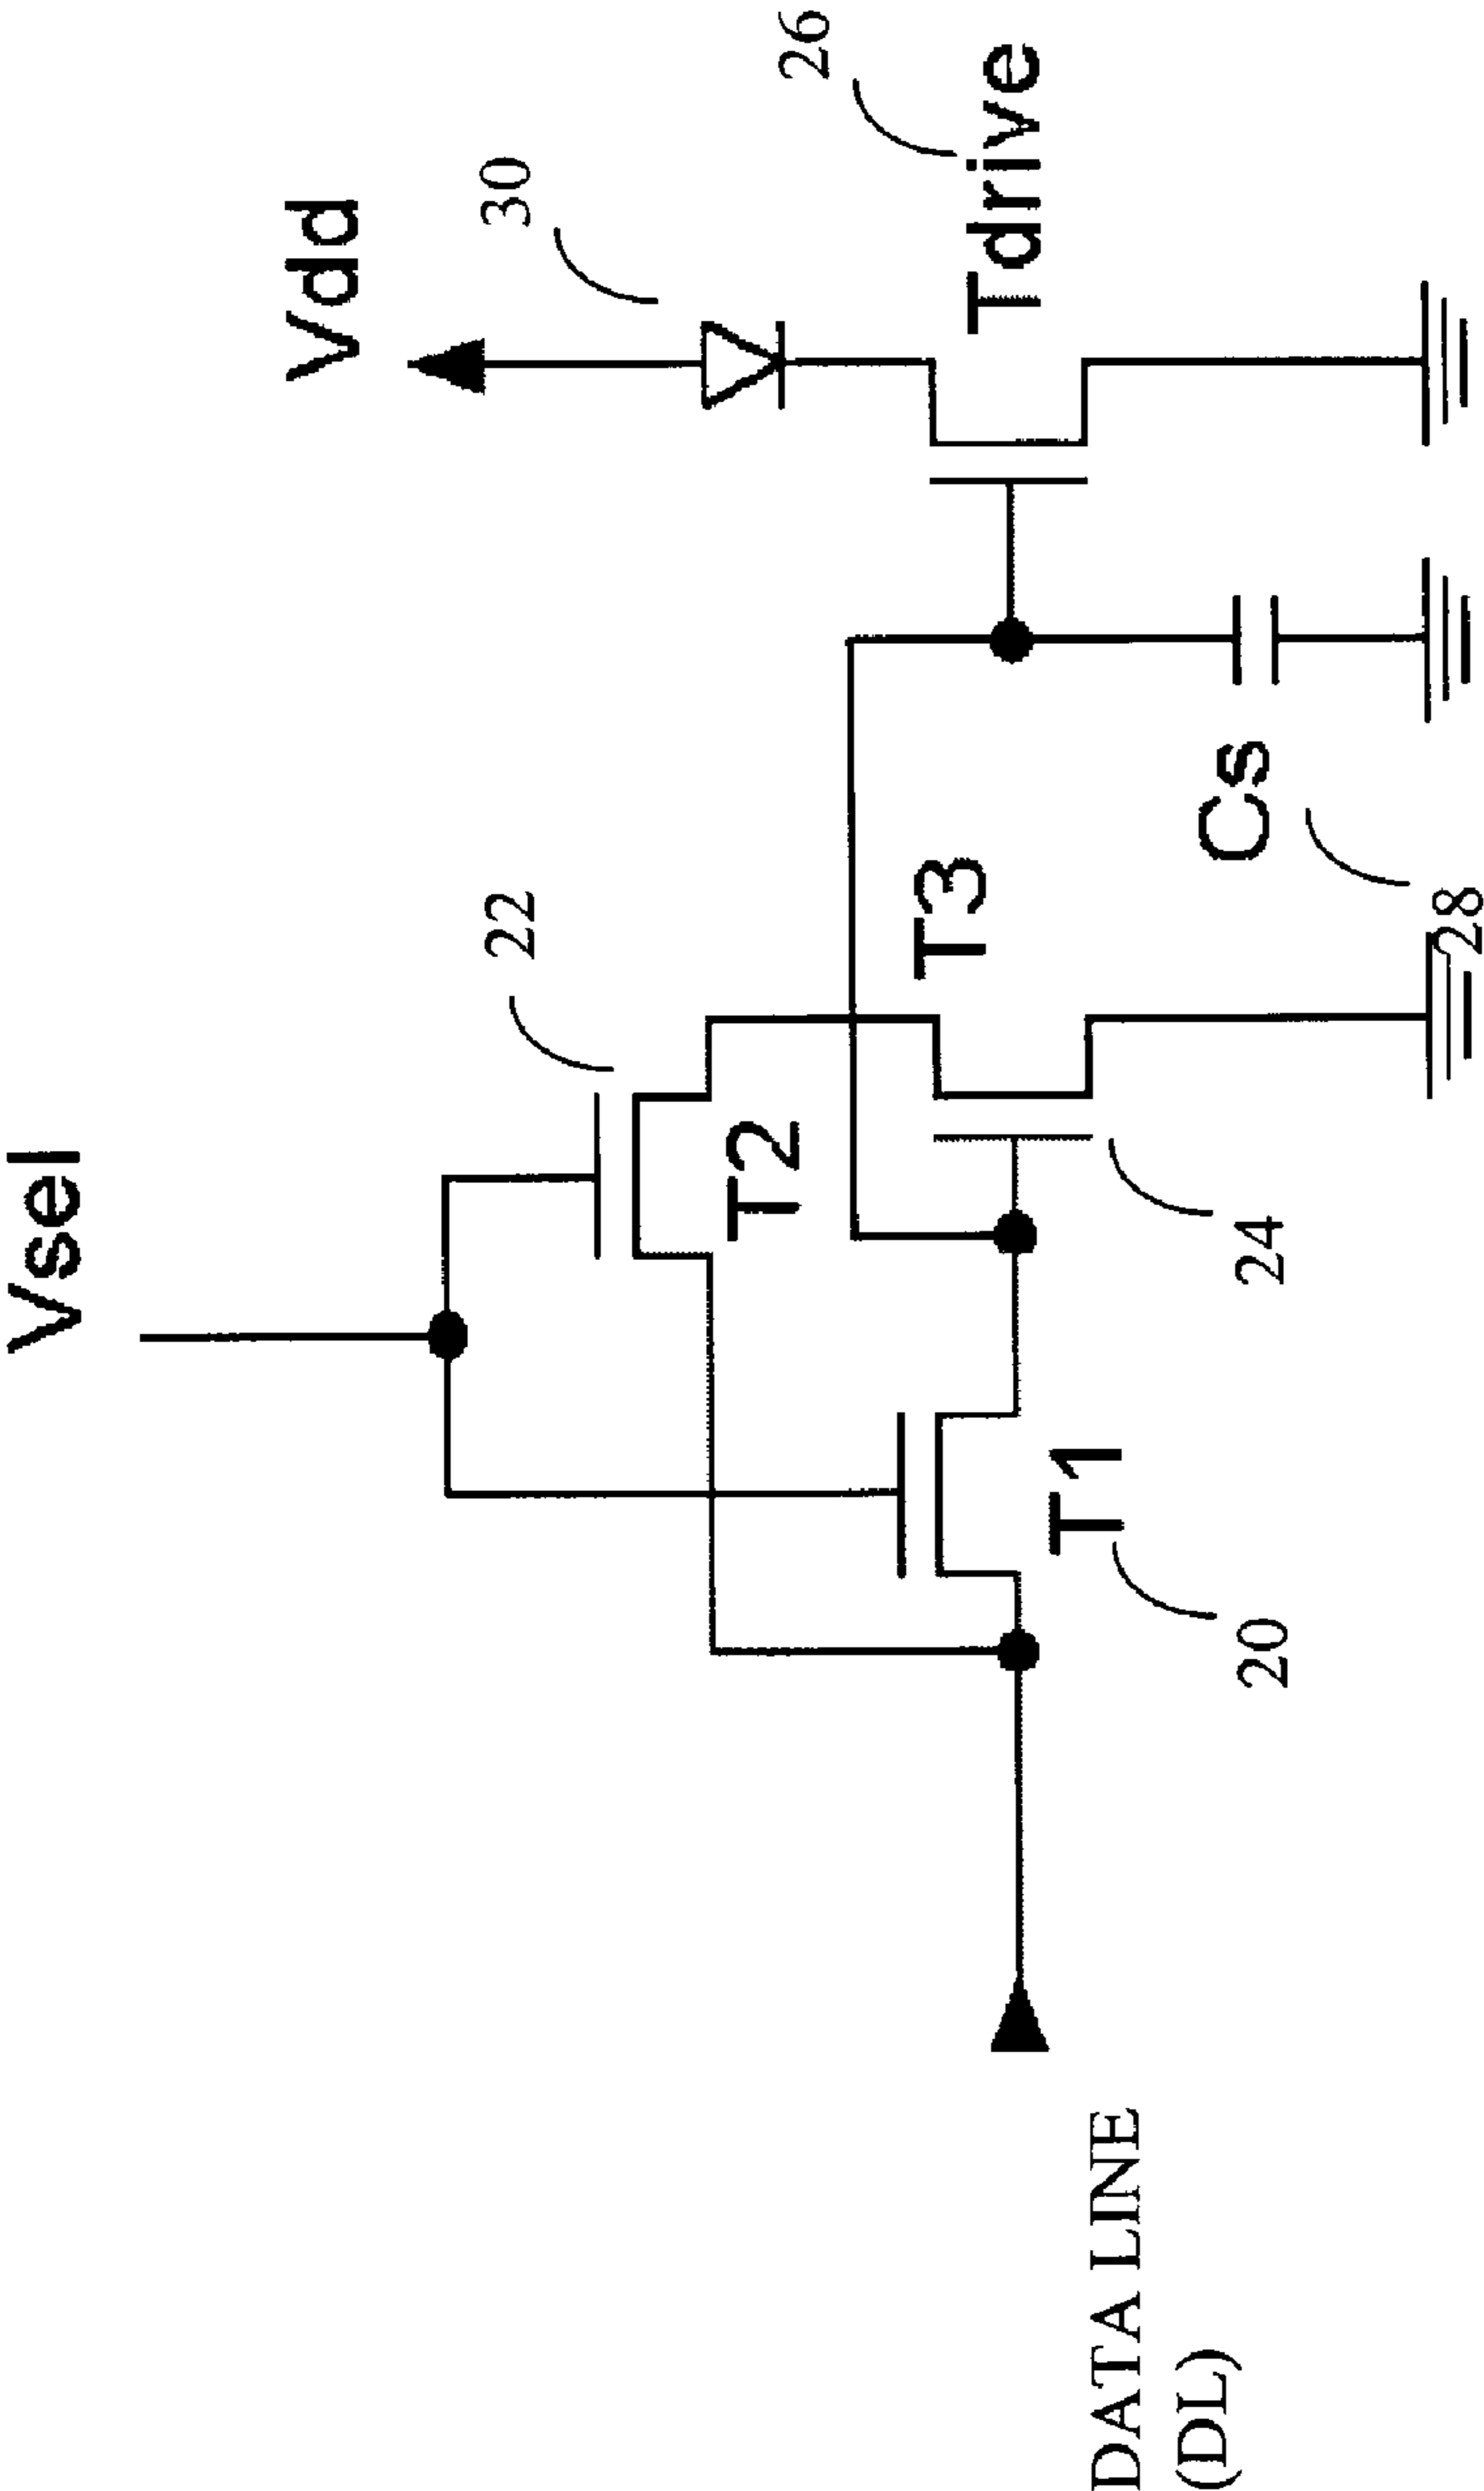 Vsel
Vdd
22
30
26
T2
T3
Tdrive
T1
24
Cs
20
28
DATA LINE
(DL)